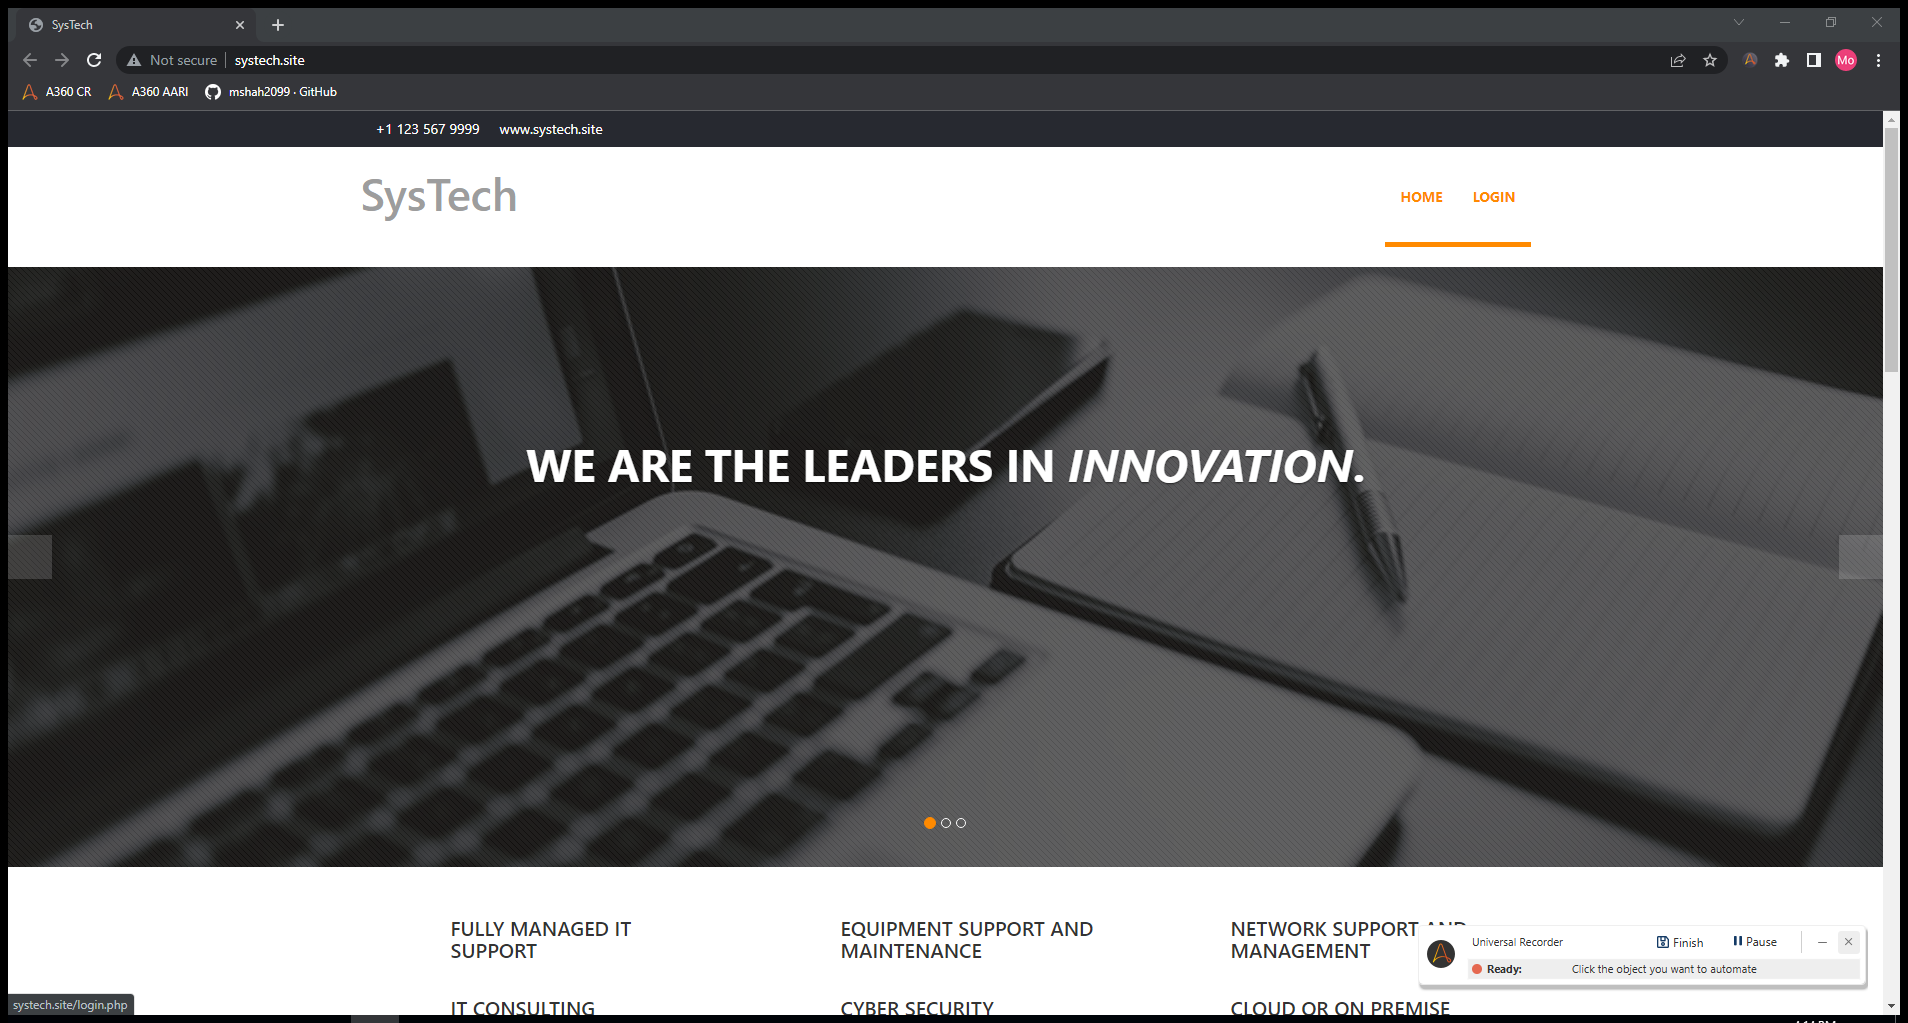 SysTech
Not secure systech.site
Mo
A360 CR A360 AARI mshah2099 · GitHub
+1 123 567 9999 www.systech.site
SysTech
HOME LOGIN
WE ARE THE LEADERS IN INNOVATION.
FULLY MANAGED IT
SUPPORT
EQUIPMENT SUPPORT AND
MAINTENANCE
NETWORK SUPPORT AND
MANAGEMENT
IT CONSULTING
CYBER SECURITY
CLOUD OR ON PREMISE
Universal Recorder Finish Pause
Ready: Click the object you want to automate
systech.site/login.php